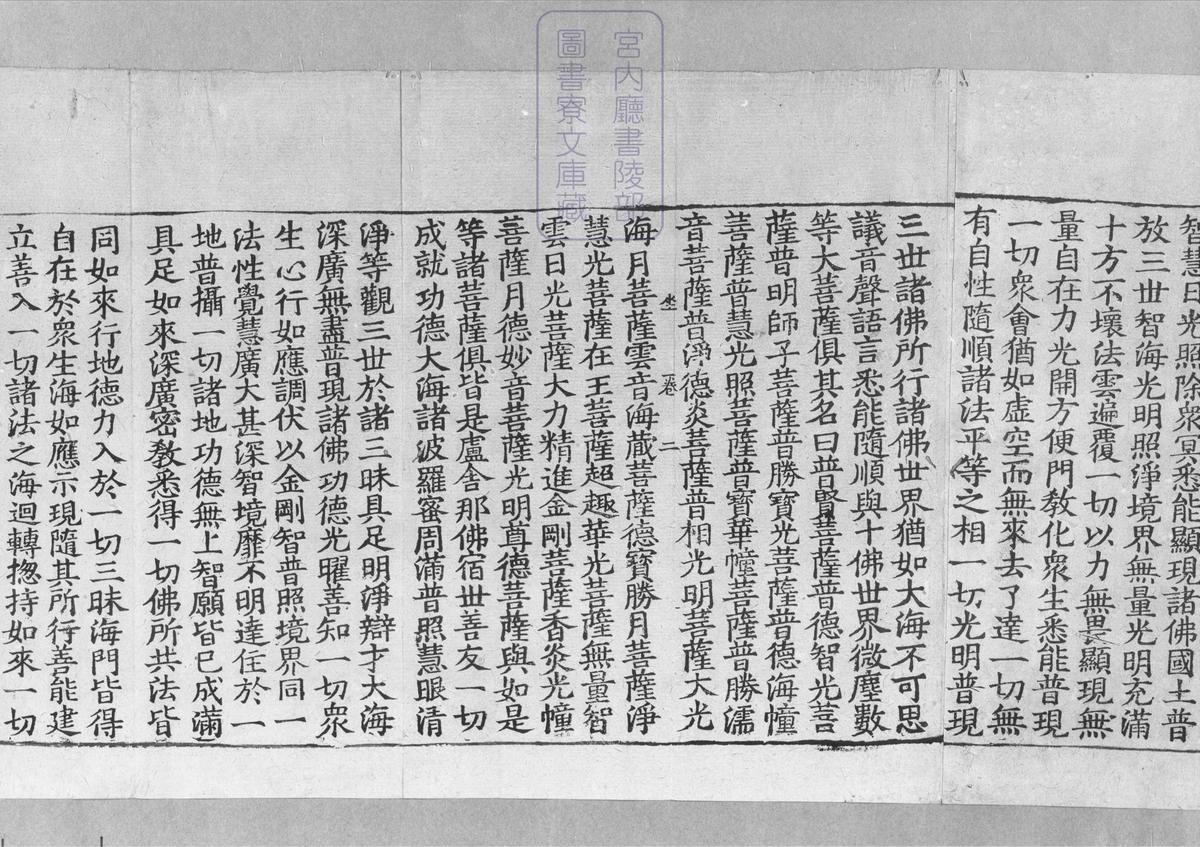 智慧日光照除衆冥悉能顯現諸佛國土普
放三世智海光明照淨境界無量光明充滿
十方不壞法雲遍覆一切以力無畏顯現無
量自在力光開方便門敎化衆生悉能普現
一切衆會猶如虛空而無來去了達一切無
有自性隨順諸法平等之相一切光明普現
三世諸佛所行諸佛世界猶如大海不可思
議音聲語言悉能隨順與十佛世界微塵數
等大菩薩俱其名曰普賢菩薩普德智光菩
薩普明師子菩薩普勝寶光菩薩普德海幢
菩薩普慧光照菩薩普寶華幢菩薩普勝濡
音菩薩普淨德炎菩薩普相光明菩薩大光
卷 二
海月菩薩雲音海藏菩薩德寶勝月菩薩淨
慧光菩薩在王菩薩超趣華光菩薩無量智
雲日光菩薩大力精進金剛菩薩香炎光幢
菩薩月德妙音菩薩光明尊德菩薩與如是
等諸菩薩俱皆是盧舍那佛宿世善友一切
成就功德大海諸波羅蜜周滿普照慧眼清
淨等觀三世於諸三昧具足明淨辯才大海
深廣無盡普現諸佛功德光曜善知一切衆
生心行如應調伏以金剛智普照境界同一
法性覺慧廣大甚深智境靡不明達住於一
地普攝一切諸地功德無上智願皆已成滿
具足如來深廣密敎悉得一切佛所共法皆
同如來行地德力入於一切三昧海門皆得
自在於衆生海如應示現隨其所行善能建
立善入一切諸法之海迴轉揔持如來一切
宮内廳書陵部
圖書寮文庫藏